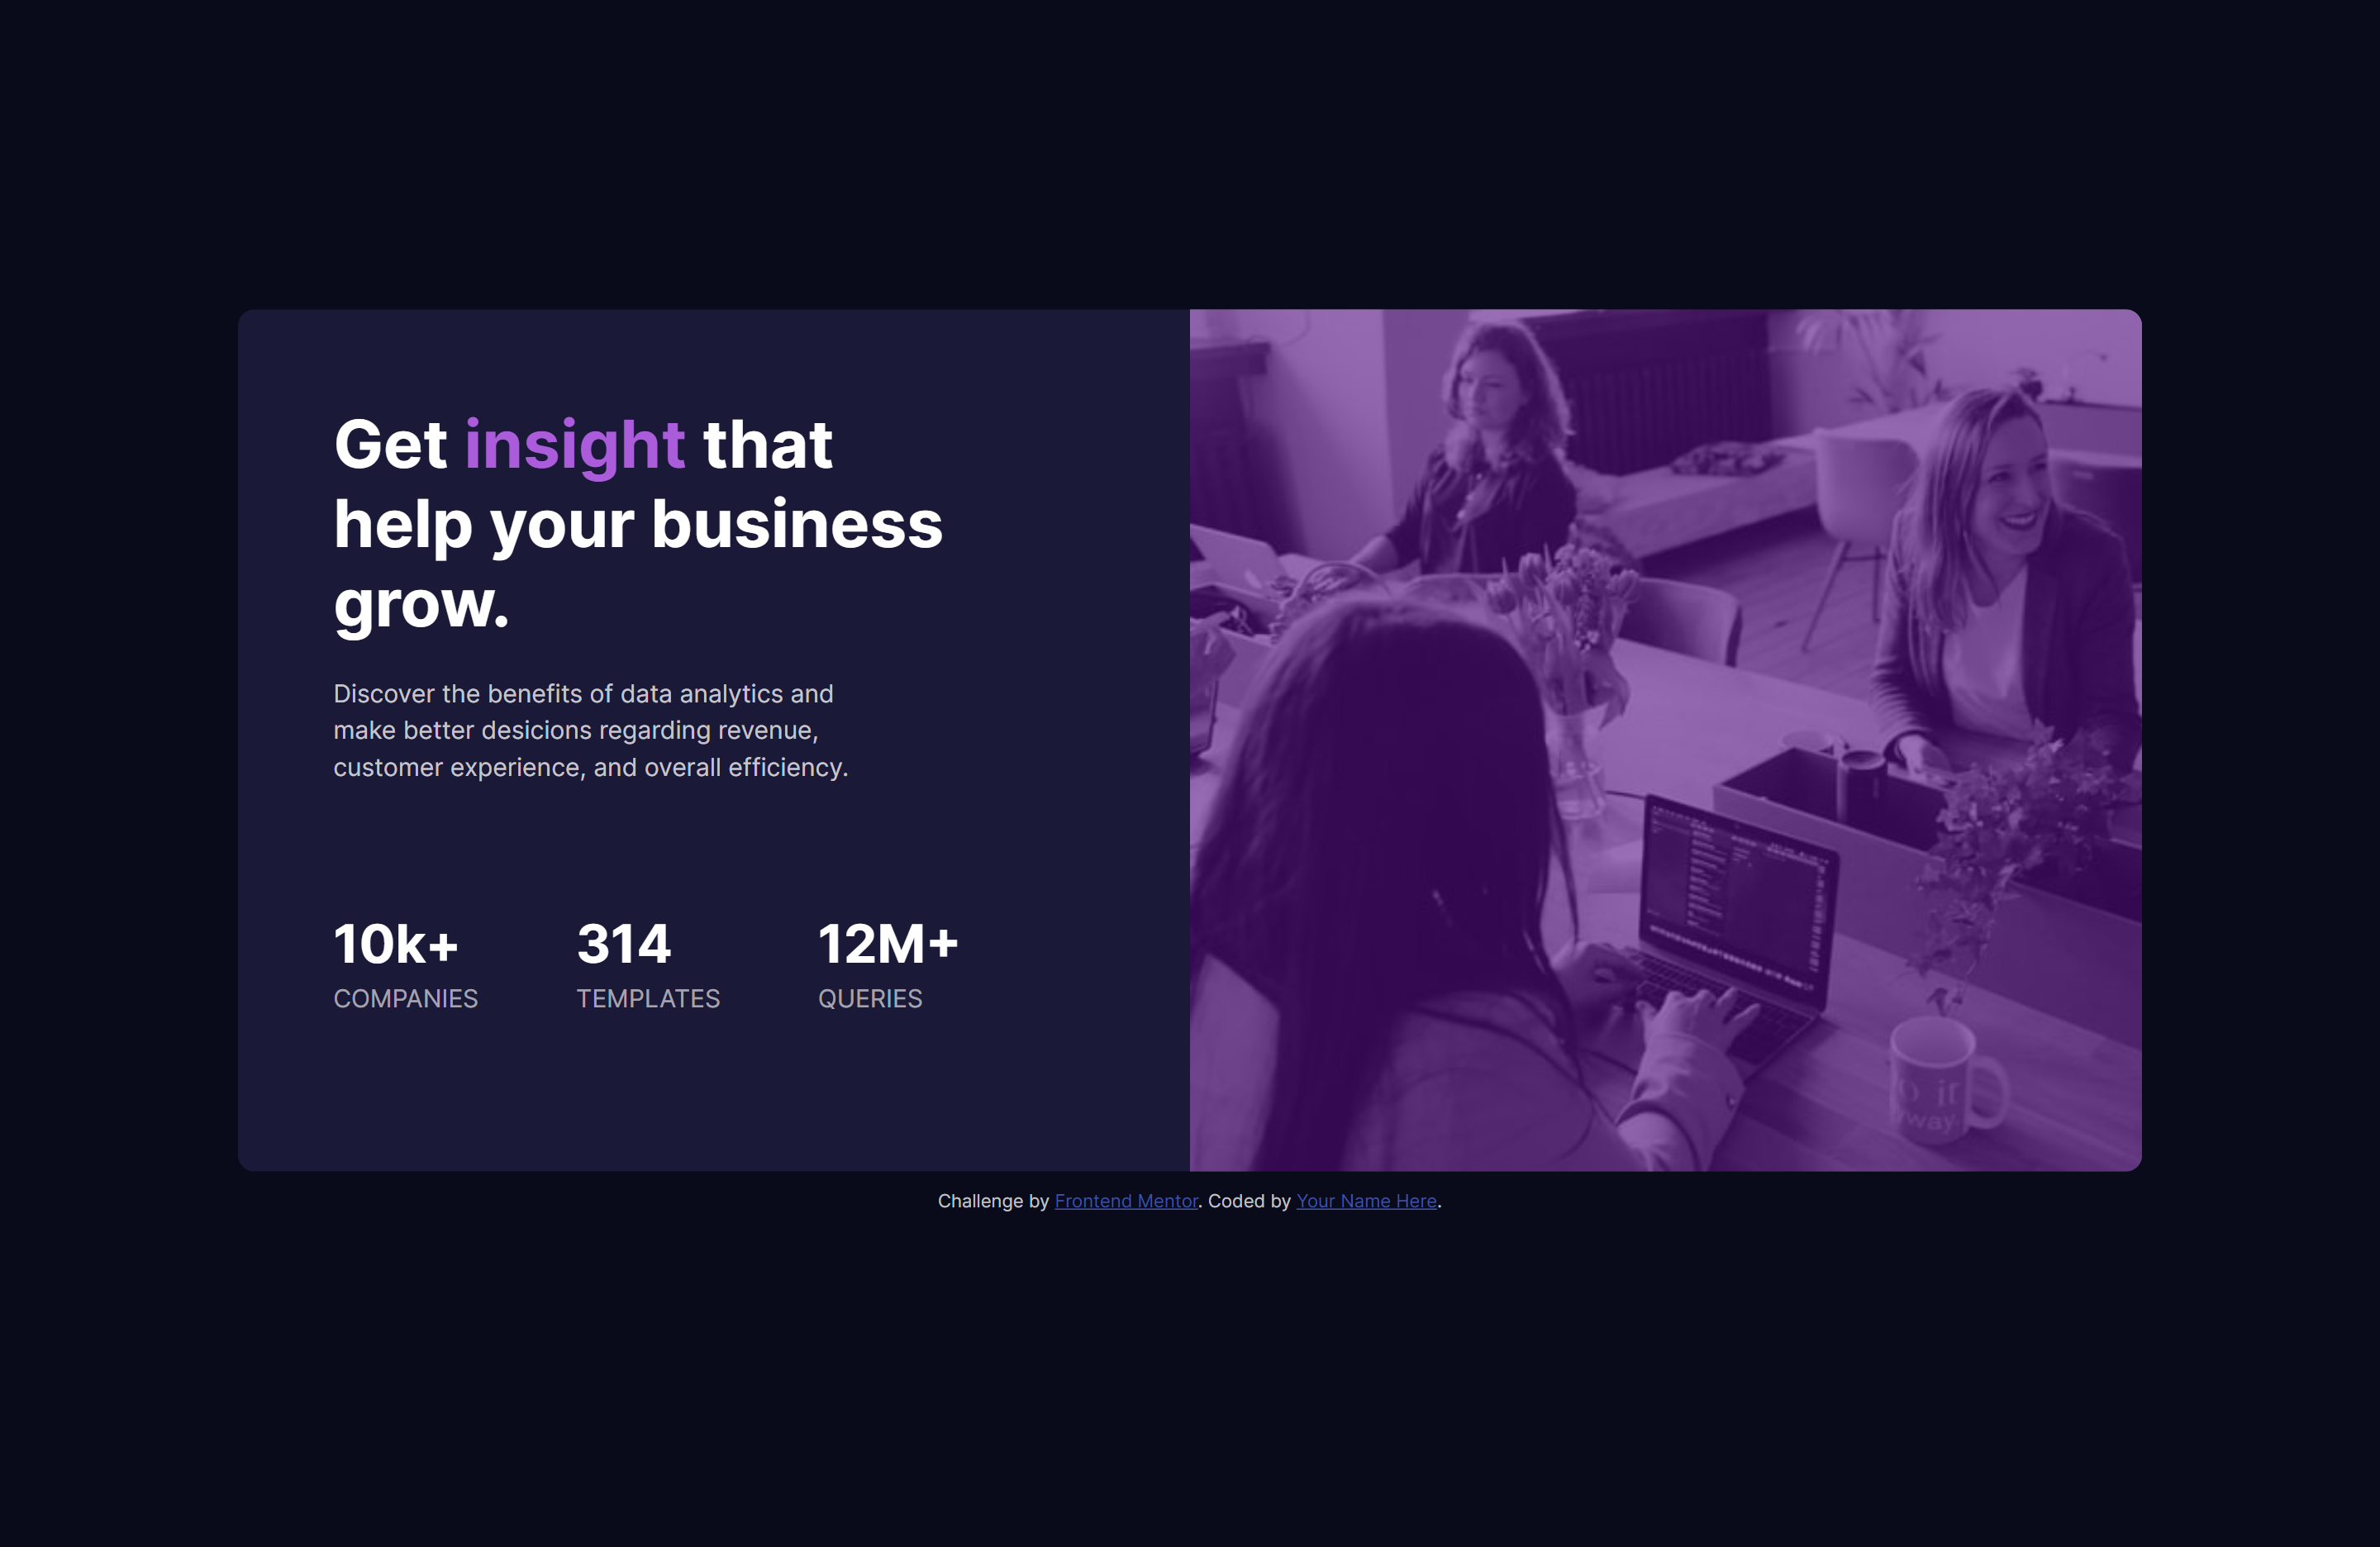 Get insight that
help your business
grow.
Discover the benefits of data analytics and
make better desicions regarding revenue,
customer experience, and overall efficiency.
10k+ 314 12M+
COMPANIES TEMPLATES QUERIES
Challenge by Frontend Mentor. Coded by Your Name Here.